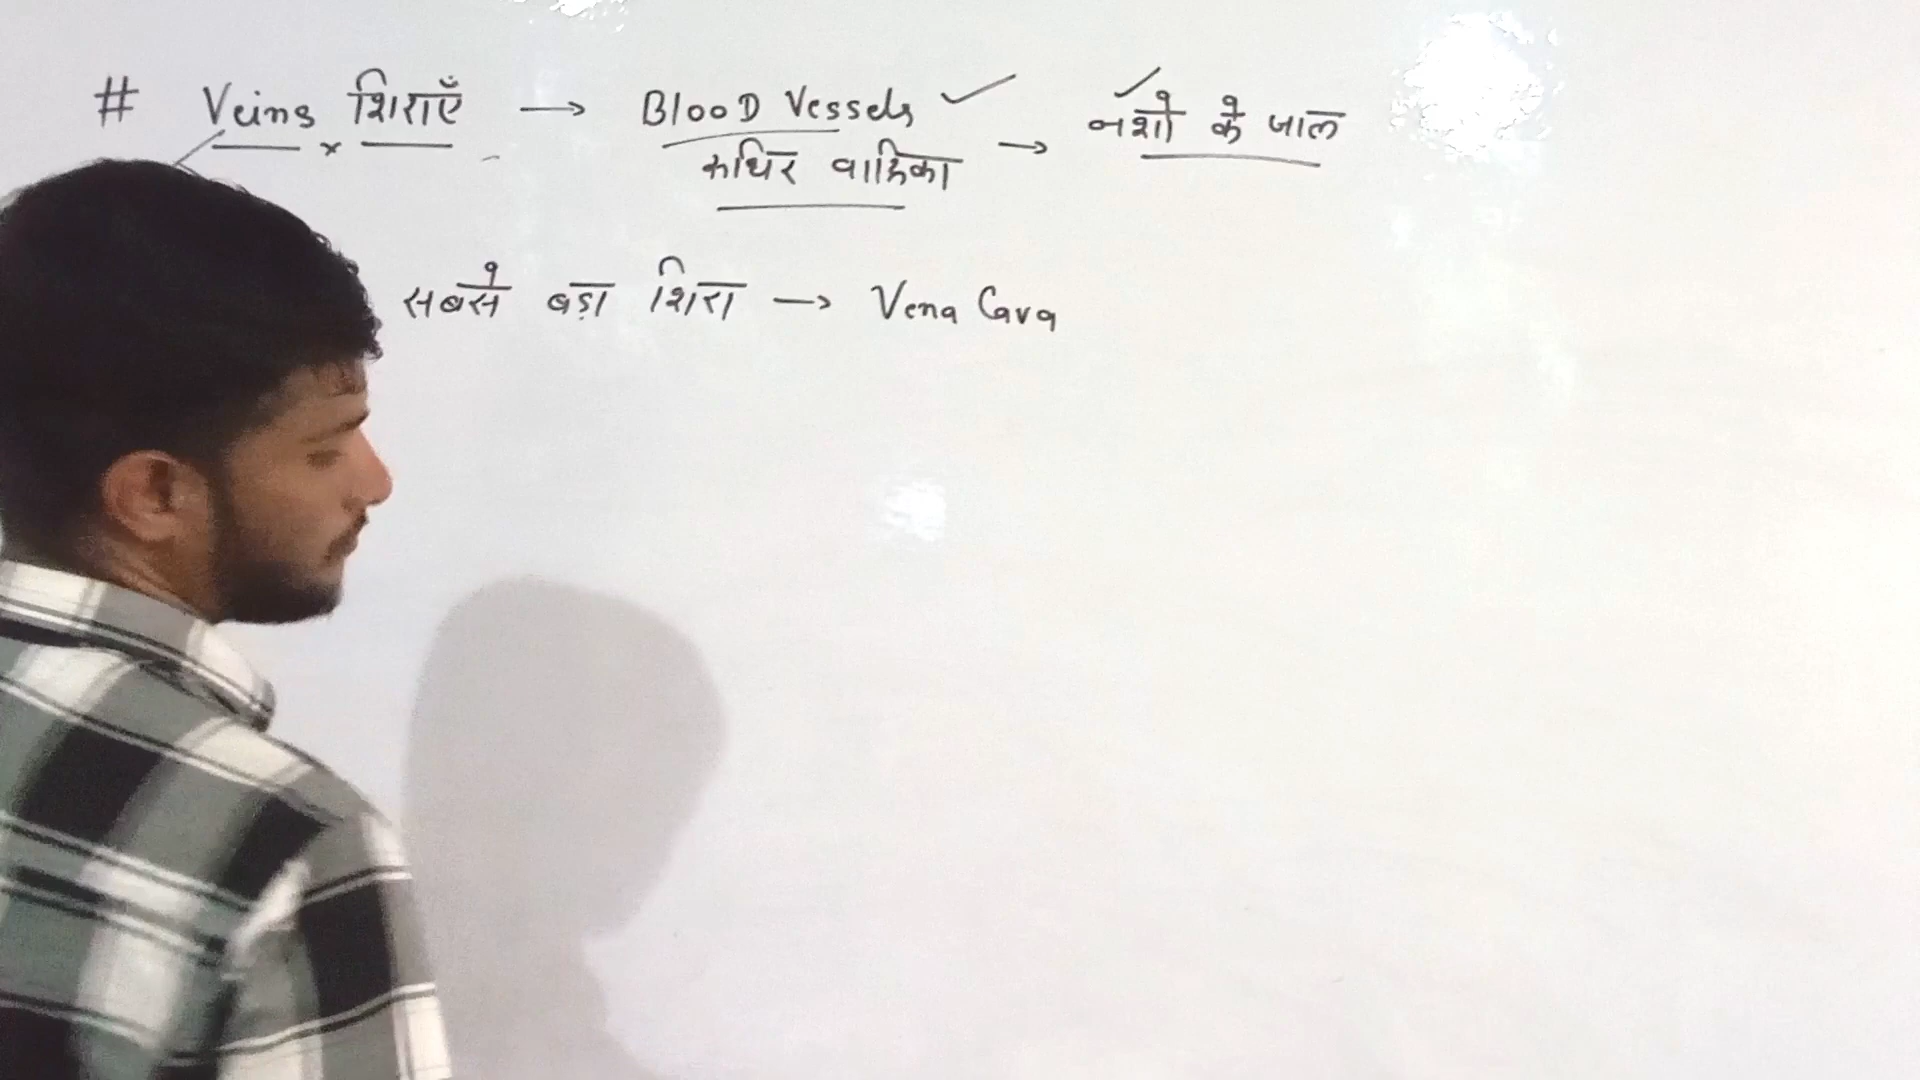 # Veins शिराएँ → Blood Vessels ✓ → ✓ नशो के जाल
रुधिर वाहिका
सबसे बड़ा शिरा → Vena Cava